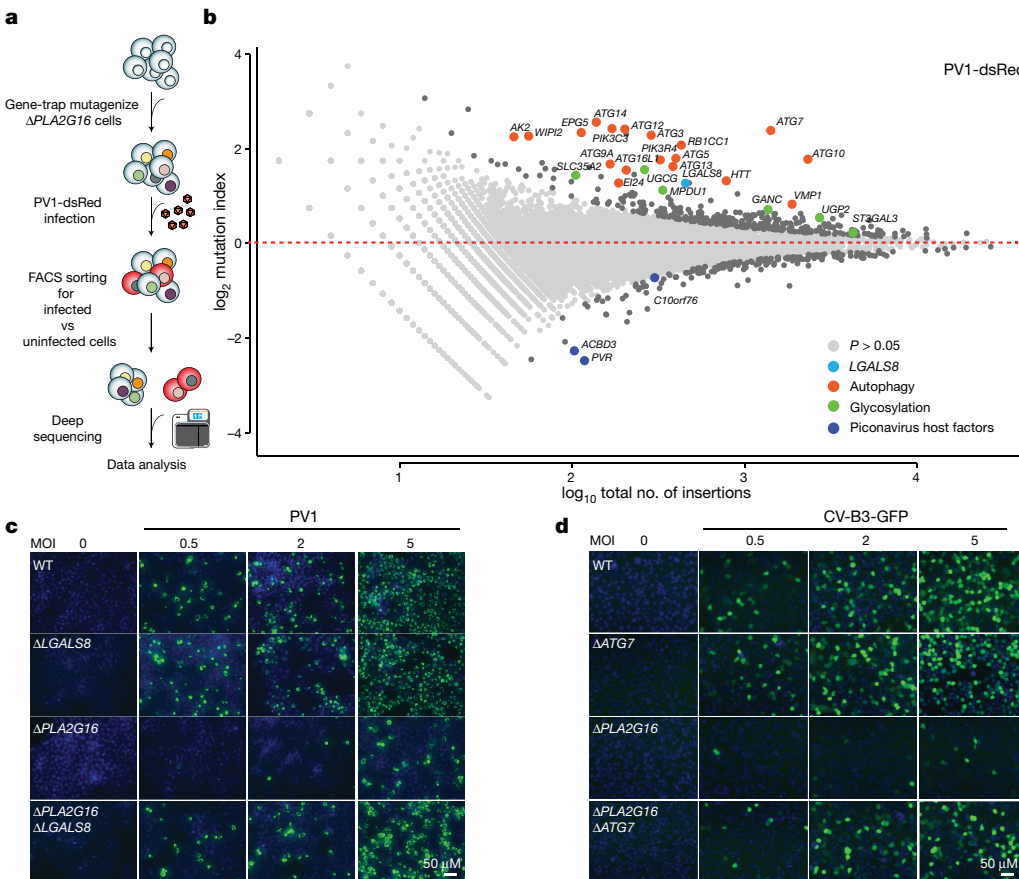 a
Gene-trap mutagenize
ΔPLA2G16 cells
PV1-dsRed
infection
FACS sorting
for
infected
vs
uninfected cells
Deep
sequencing
Data analysis
b
log2 mutation index
4
2
0
−2
−4
PV1-dsRed
AK2
WIPI2
EPG5
ATG14
PIK3C3
ATG12
ATG3
RB1CC1
ATG7
ATG10
ATG9A
ATG16L1
PIK3R4
ATG5
ATG13
SLC35A2
EI24
UGCG
LGALS8
MPDU1
HTT
GANC
VMP1
UGP2
ST3GAL3
C10orf76
ACBD3
PVR
P > 0.05
LGALS8
Autophagy
Glycosylation
Piconavirus host factors
1
2
3
4
log10 total no. of insertions
c
PV1
MOI 0 0.5 2 5
WT
ΔLGALS8
ΔPLA2G16
ΔPLA2G16
ΔLGALS8
50 µM
d
CV-B3-GFP
MOI 0 0.5 2 5
WT
ΔATG7
ΔPLA2G16
ΔPLA2G16
ΔATG7
50 µM